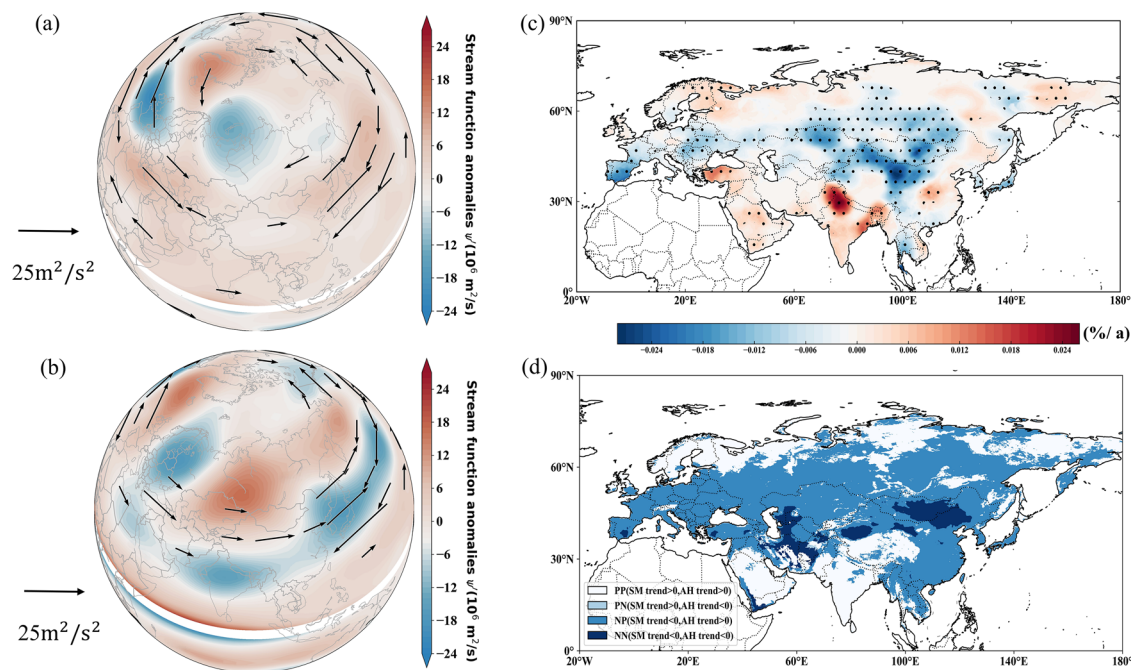 (a)
Stream function anomalies ψ(10⁶ m²/s)
24
18
12
6
0
−6
−12
−18
−24
25m²/s²
(b)
Stream function anomalies ψ(10⁶ m²/s)
24
18
12
6
0
−6
−12
−18
−24
25m²/s²
(c)
90°N
60°N
30°N
0°
20°W
20°E
60°E
100°E
140°E
180°
(%/ a)
−0.024
−0.018
−0.012
−0.006
0.000
0.006
0.012
0.018
0.024
(d)
90°N
60°N
30°N
0°
20°W
20°E
60°E
100°E
140°E
180°
PP(SM trend>0,AH trend>0)
PN(SM trend>0,AH trend<0)
NP(SM trend<0,AH trend>0)
NN(SM trend<0,AH trend<0)